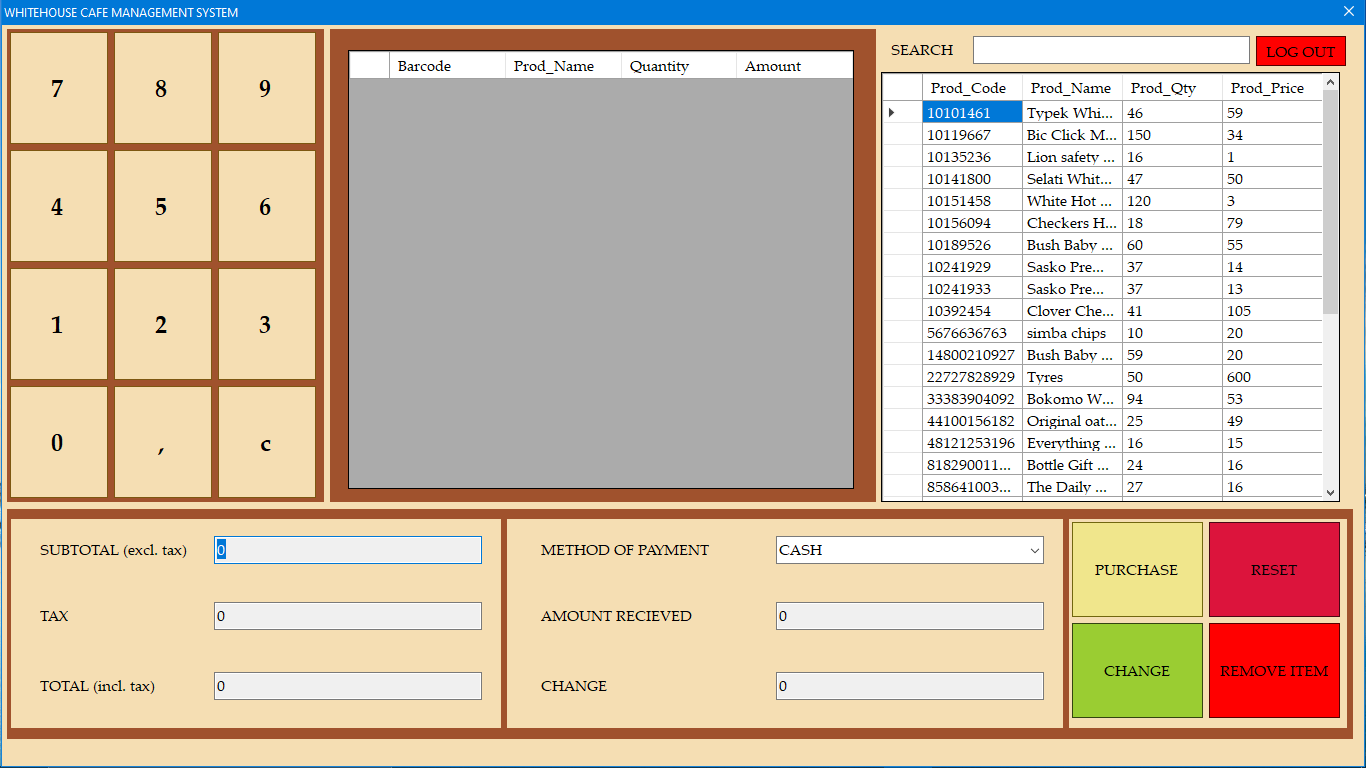 WHITEHOUSE CAFE MANAGEMENT SYSTEM
7 8 9
4 5 6
1 2 3
0 , c
Barcode Prod_Name Quantity Amount
SEARCH LOG OUT
Prod_Code Prod_Name Prod_Qty Prod_Price
10101461 Typek Whi... 46 59
10119667 Bic Click M... 150 34
10135236 Lion safety ... 16 1
10141800 Selati Whit... 47 50
10151458 White Hot ... 120 3
10156094 Checkers H... 18 79
10189526 Bush Baby ... 60 55
10241929 Sasko Pre... 37 14
10241933 Sasko Pre... 37 13
10392454 Clover Che... 41 105
5676636763 simba chips 10 20
14800210927 Bush Baby ... 59 20
22727828929 Tyres 50 600
33383904092 Bokomo W... 94 53
44100156182 Original oat... 25 49
48121253196 Everything ... 16 15
818290011... Bottle Gift ... 24 16
858641003... The Daily ... 27 16
SUBTOTAL (excl. tax) 0
TAX 0
TOTAL (incl. tax) 0
METHOD OF PAYMENT CASH
AMOUNT RECIEVED 0
CHANGE 0
PURCHASE RESET
CHANGE REMOVE ITEM